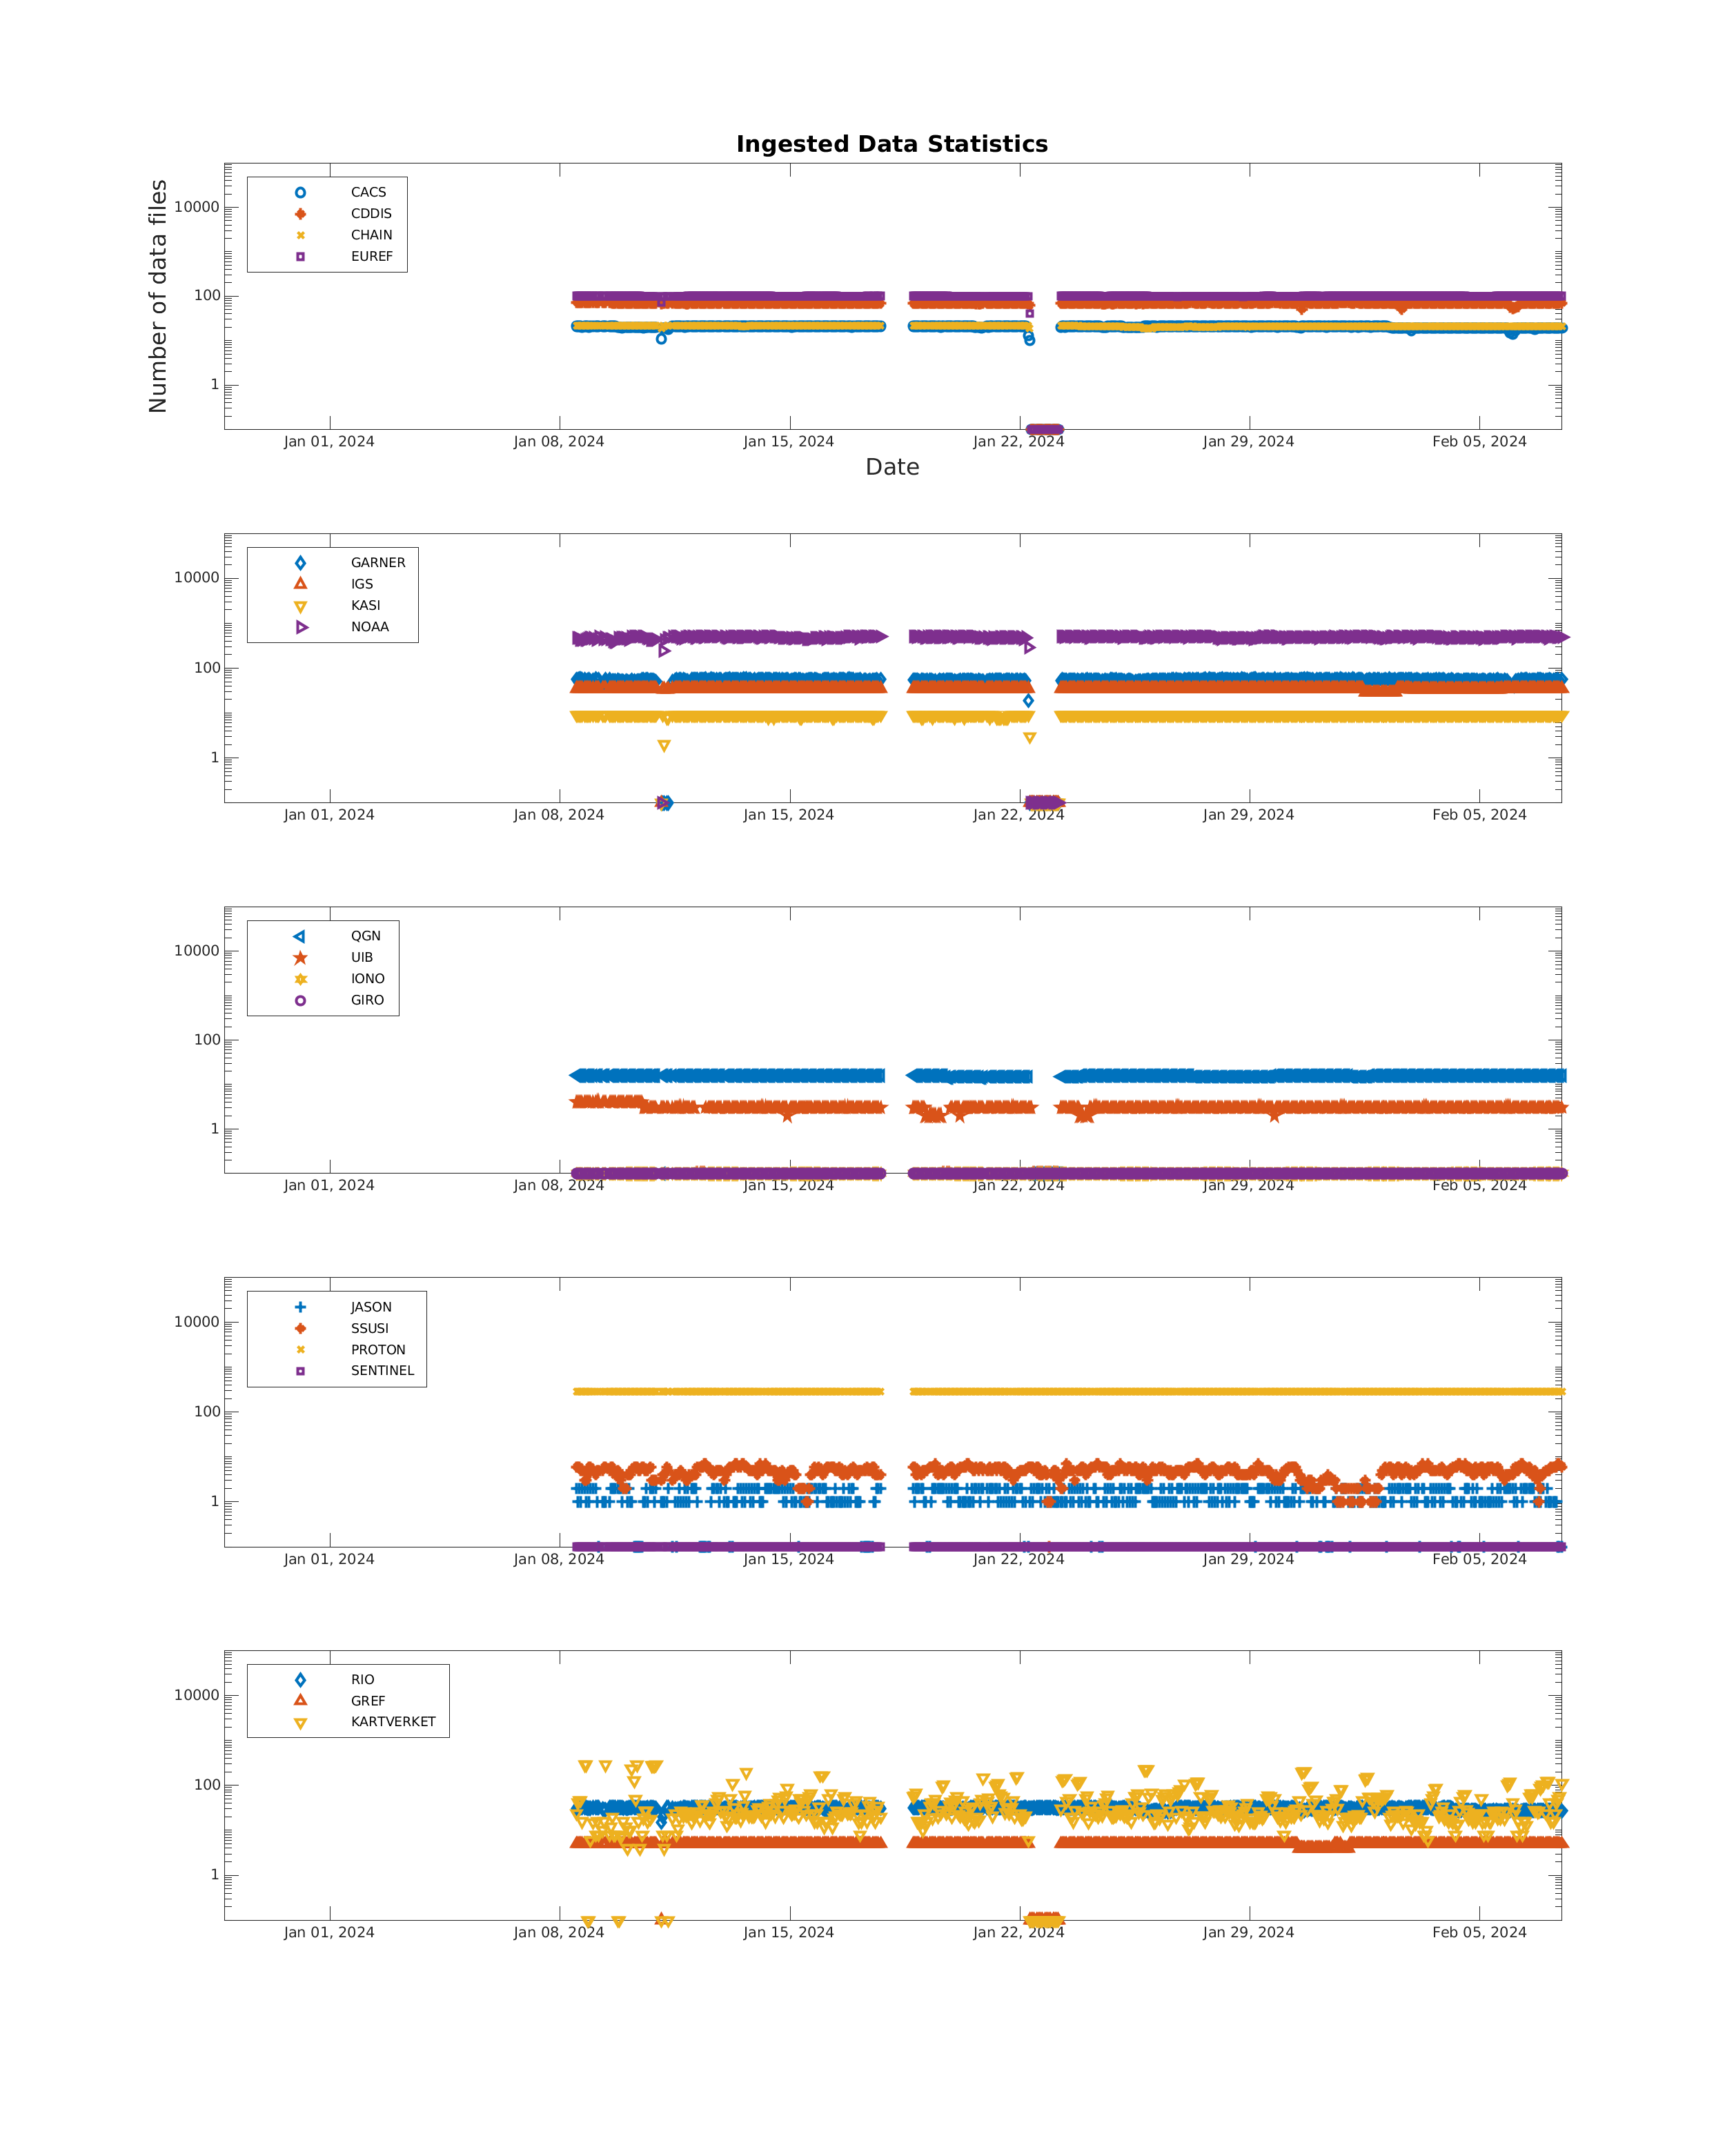 Ingested Data Statistics
Number of data files
10000
100
1
CACS
CDDIS
CHAIN
EUREF
Jan 01, 2024 Jan 08, 2024 Jan 15, 2024 Jan 22, 2024 Jan 29, 2024 Feb 05, 2024
Date
10000
100
1
GARNER
IGS
KASI
NOAA
Jan 01, 2024 Jan 08, 2024 Jan 15, 2024 Jan 22, 2024 Jan 29, 2024 Feb 05, 2024
10000
100
1
QGN
UIB
IONO
GIRO
Jan 01, 2024 Jan 08, 2024 Jan 15, 2024 Jan 22, 2024 Jan 29, 2024 Feb 05, 2024
10000
100
1
JASON
SSUSI
PROTON
SENTINEL
Jan 01, 2024 Jan 08, 2024 Jan 15, 2024 Jan 22, 2024 Jan 29, 2024 Feb 05, 2024
10000
100
1
RIO
GREF
KARTVERKET
Jan 01, 2024 Jan 08, 2024 Jan 15, 2024 Jan 22, 2024 Jan 29, 2024 Feb 05, 2024